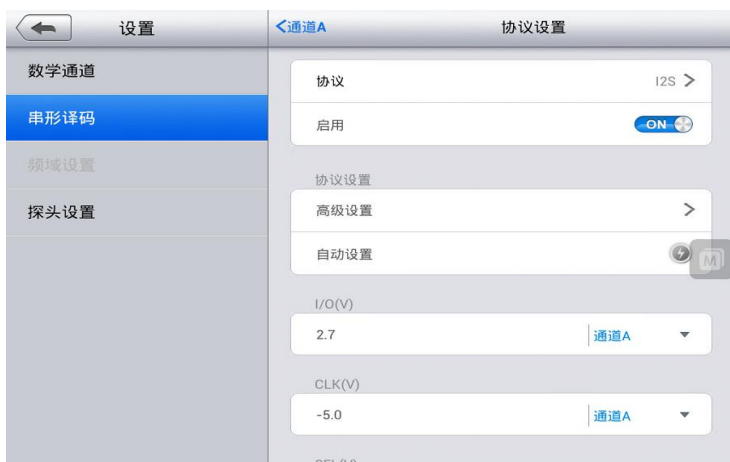 设置
数学通道
串形译码
频域设置
探头设置
通道A
协议设置
协议
I2S
启用
ON
协议设置
高级设置
自动设置
M
I/O(V)
2.7
通道A
CLK(V)
-5.0
通道A